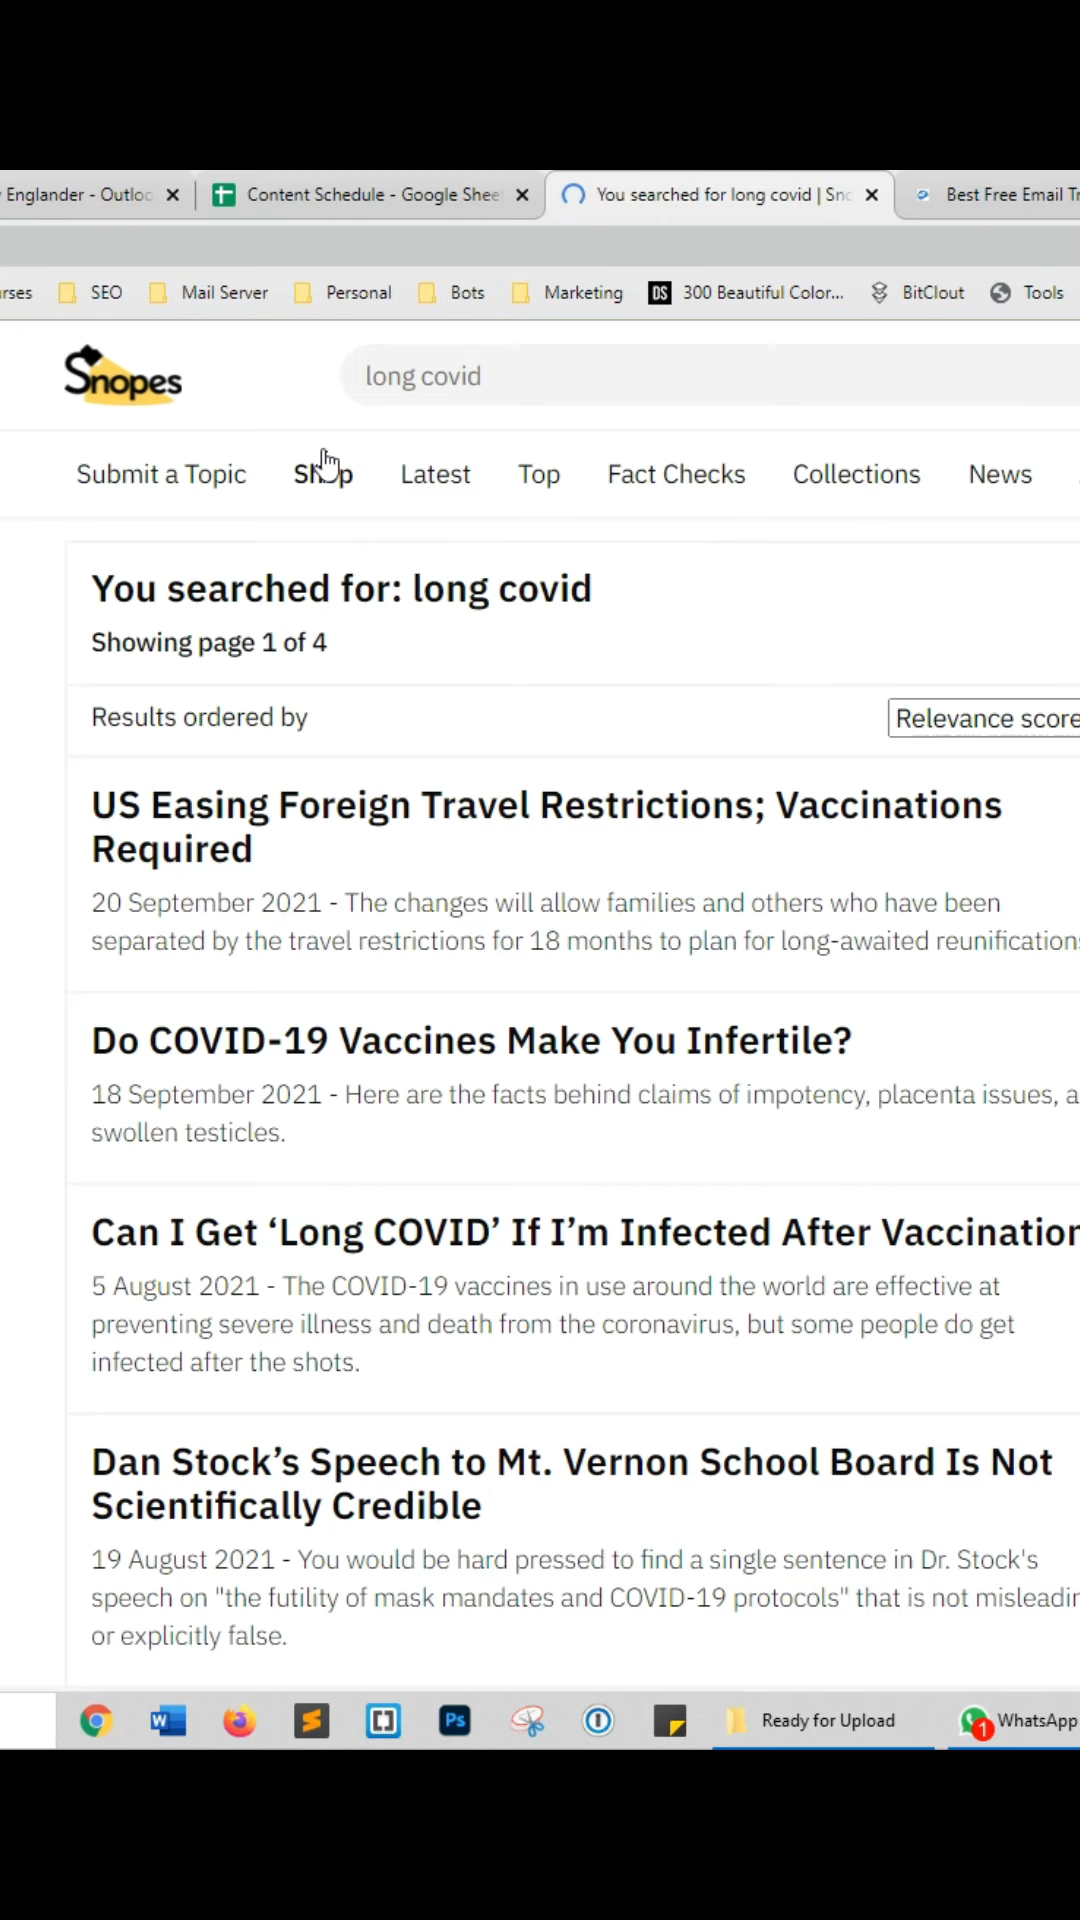 Englander - Outloo
Content Schedule - Google Shee
You searched for long covid | Sno
Best Free Email Tr
rses
SEO
Mail Server
Personal
Bots
Marketing
DS
300 Beautiful Color...
BitClout
Tools
Snopes
long covid
Submit a Topic
Shop
Latest
Top
Fact Checks
Collections
News
You searched for: long covid
Showing page 1 of 4
Results ordered by
Relevance score
US Easing Foreign Travel Restrictions; Vaccinations
Required
20 September 2021 - The changes will allow families and others who have been
separated by the travel restrictions for 18 months to plan for long-awaited reunifications
Do COVID-19 Vaccines Make You Infertile?
18 September 2021 - Here are the facts behind claims of impotency, placenta issues, a
swollen testicles.
Can I Get ‘Long COVID’ If I’m Infected After Vaccination
5 August 2021 - The COVID-19 vaccines in use around the world are effective at
preventing severe illness and death from the coronavirus, but some people do get
infected after the shots.
Dan Stock’s Speech to Mt. Vernon School Board Is Not
Scientifically Credible
19 August 2021 - You would be hard pressed to find a single sentence in Dr. Stock's
speech on "the futility of mask mandates and COVID-19 protocols" that is not misleadin
or explicitly false.
W
Ps
Ready for Upload
1
WhatsApp